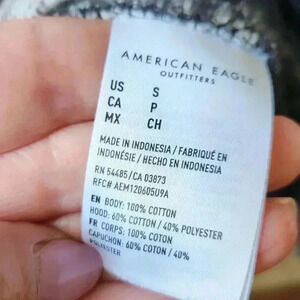 AMERICAN EAGLE
OUTFITTERS
US S
CA P
MX CH
MADE IN INDONESIA / FABRIQUÉ EN
INDONÉSIE / HECHO EN INDONESIA
RN 54485/CA 03873
RFC# AEM120605U9A
EN BODY: 100% COTTON
HOOD: 60% COTTON / 40% POLYESTER
FR CORPS: 100% COTON
CAPUCHON: 60% COTON / 40%
POLYESTER